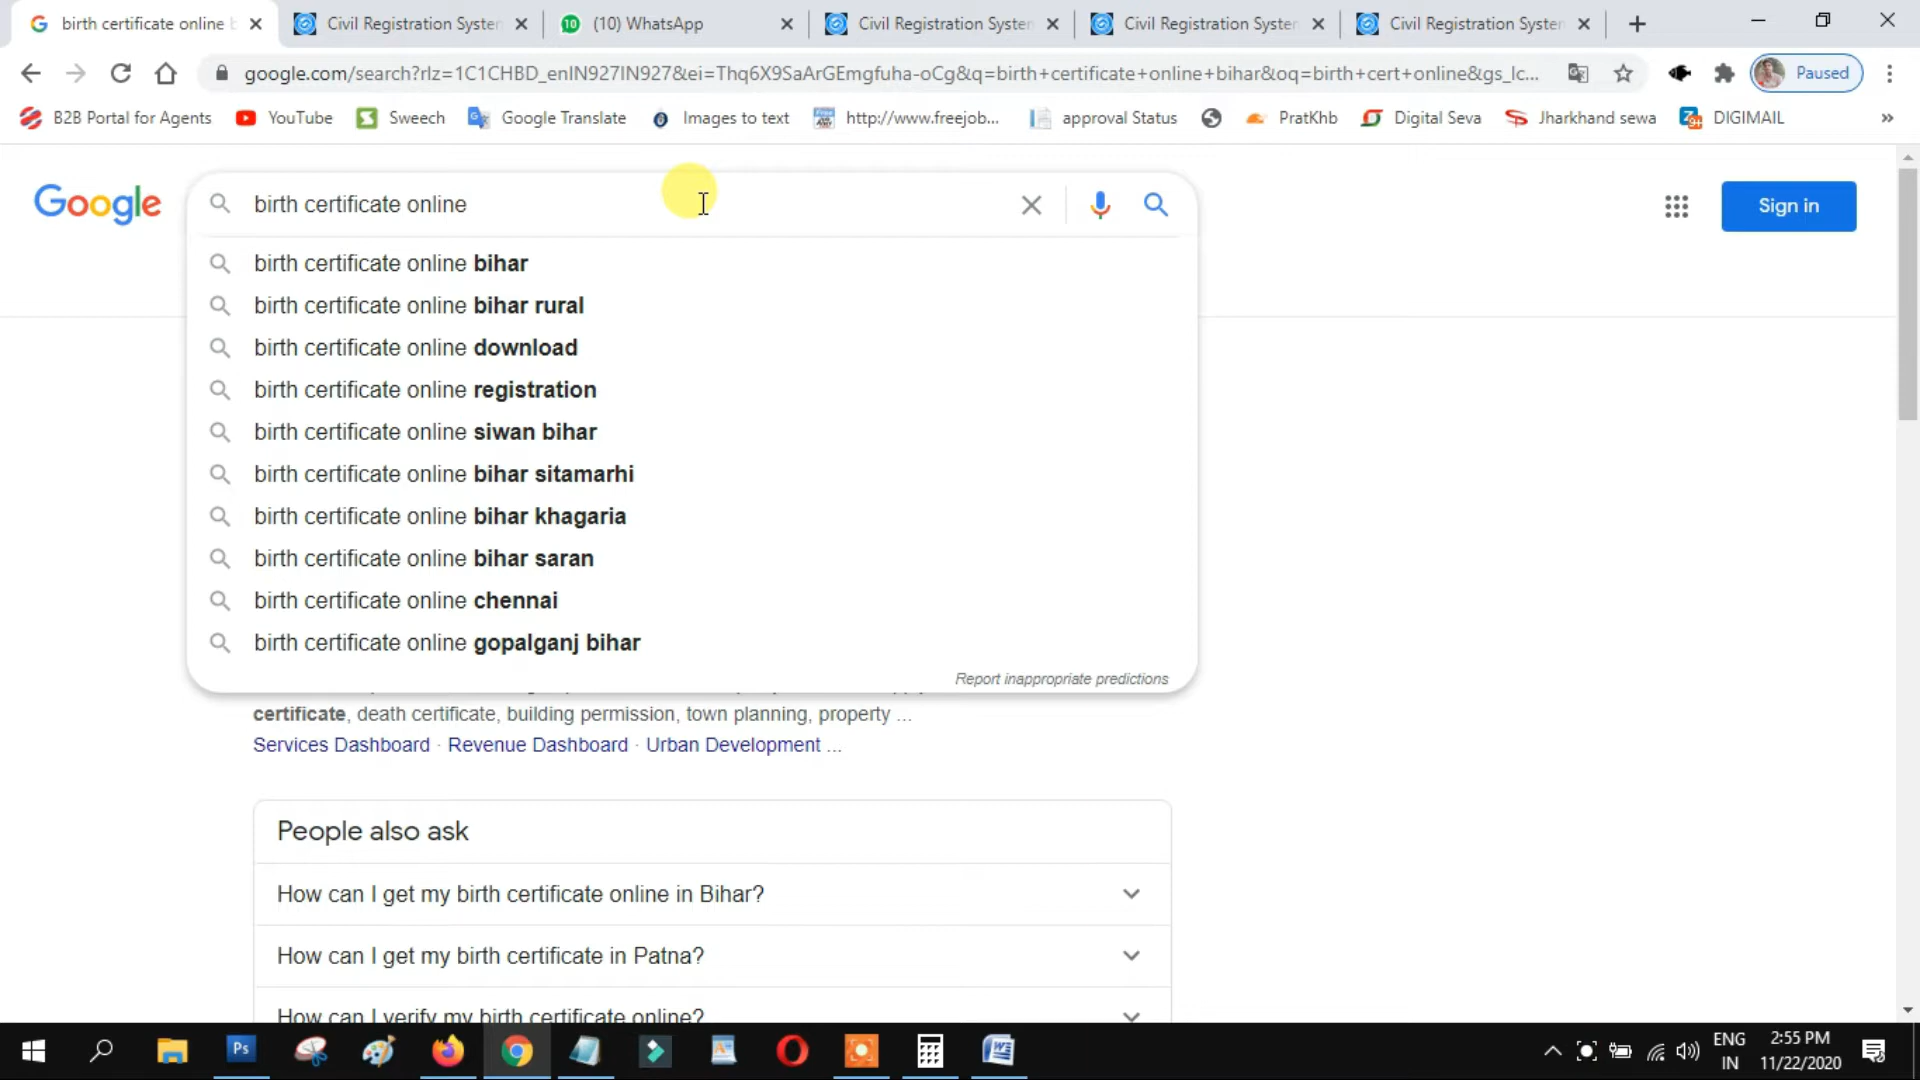 birth certificate online b
Civil Registration System
(10) WhatsApp
Civil Registration System
Civil Registration System
Civil Registration System
google.com/search?rlz=1C1CHBD_enIN927IN927&ei=Thq6X9SaArGEmgfuha-oCg&q=birth+certificate+online+bihar&oq=birth+cert+online&gs_lc...
Paused
B2B Portal for Agents
YouTube
Sweech
Google Translate
Images to text
http://www.freejob...
approval Status
PratKhb
Digital Seva
Jharkhand sewa
DIGIMAIL
»
Google
birth certificate online
Sign in
birth certificate online bihar
birth certificate online bihar rural
birth certificate online download
birth certificate online registration
birth certificate online siwan bihar
birth certificate online bihar sitamarhi
birth certificate online bihar khagaria
birth certificate online bihar saran
birth certificate online chennai
birth certificate online gopalganj bihar
Report inappropriate predictions
certificate, death certificate, building permission, town planning, property ...
Services Dashboard · Revenue Dashboard · Urban Development ...
People also ask
How can I get my birth certificate online in Bihar?
How can I get my birth certificate in Patna?
How can I verify my birth certificate online?
Ps
ENG
IN
2:55 PM
11/22/2020